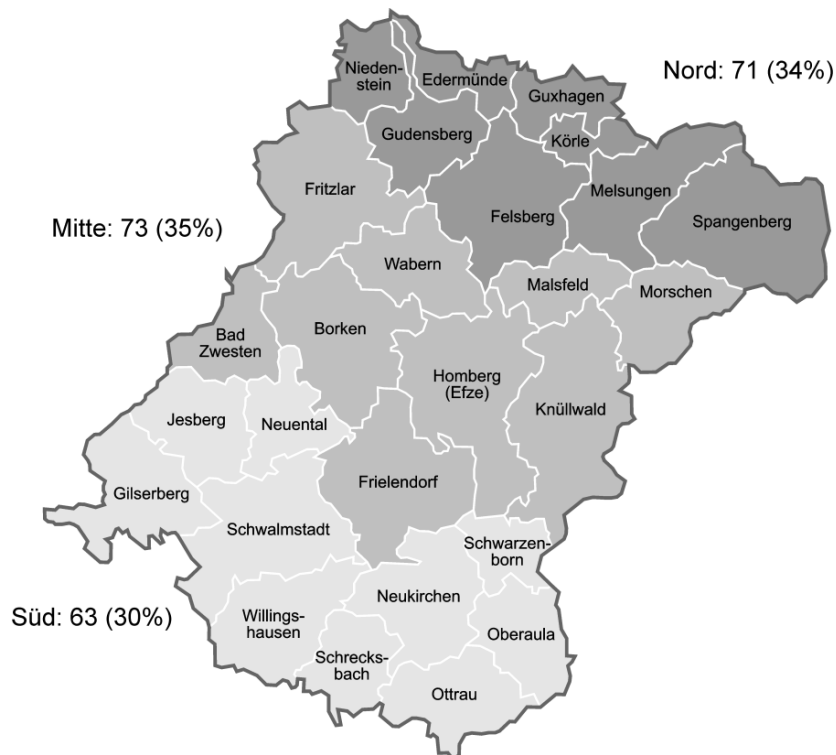 Nord: 71 (34%)
Mitte: 73 (35%)
Süd: 63 (30%)
Nieden-
stein
Edermünde
Guxhagen
Gudensberg
Körle
Fritzlar
Felsberg
Melsungen
Spangenberg
Wabern
Malsfeld
Morschen
Bad
Zwesten
Borken
Homberg
(Efze)
Knüllwald
Jesberg
Neuental
Gilserberg
Frielendorf
Schwalmstadt
Schwarzen-
born
Willings-
hausen
Neukirchen
Oberaula
Schrecks-
bach
Ottrau